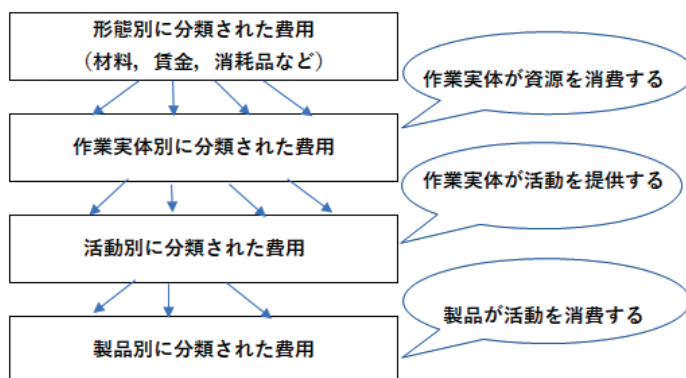 形態別に分類された費用
（材料，賃金，消耗品など）
作業実体が資源を消費する
作業実体別に分類された費用
作業実体が活動を提供する
活動別に分類された費用
製品が活動を消費する
製品別に分類された費用